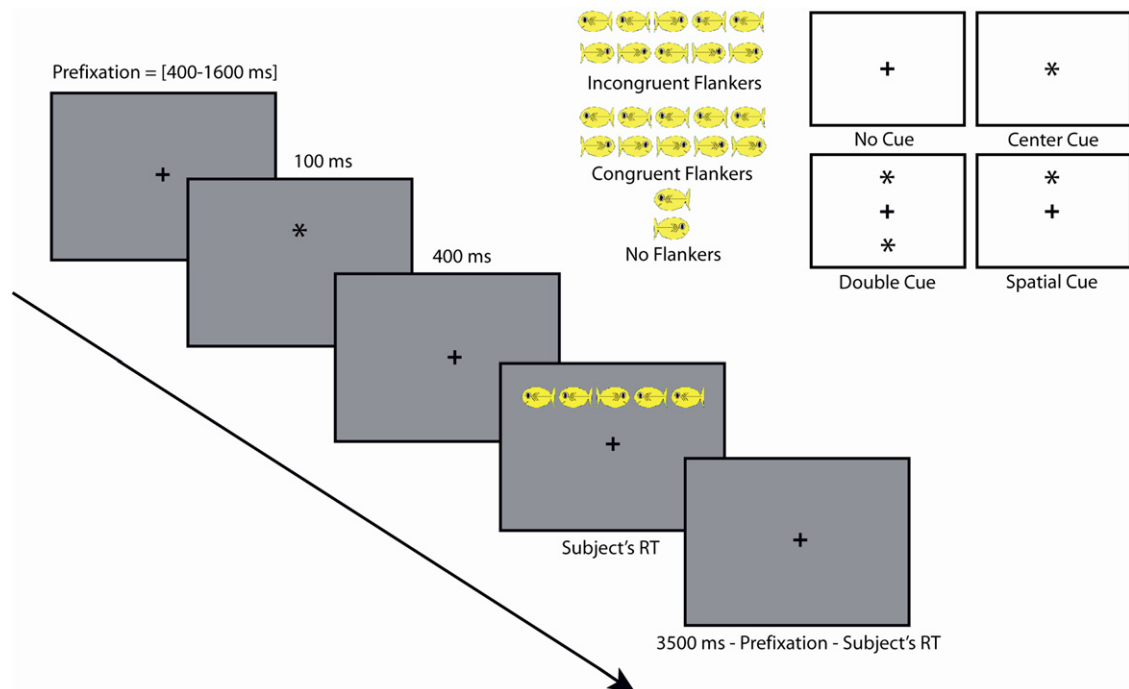 Prefixation = [400-1600 ms]
100 ms
400 ms
Subject's RT
3500 ms - Prefixation - Subject's RT
Incongruent Flankers
Congruent Flankers
No Flankers
No Cue
Center Cue
Double Cue
Spatial Cue